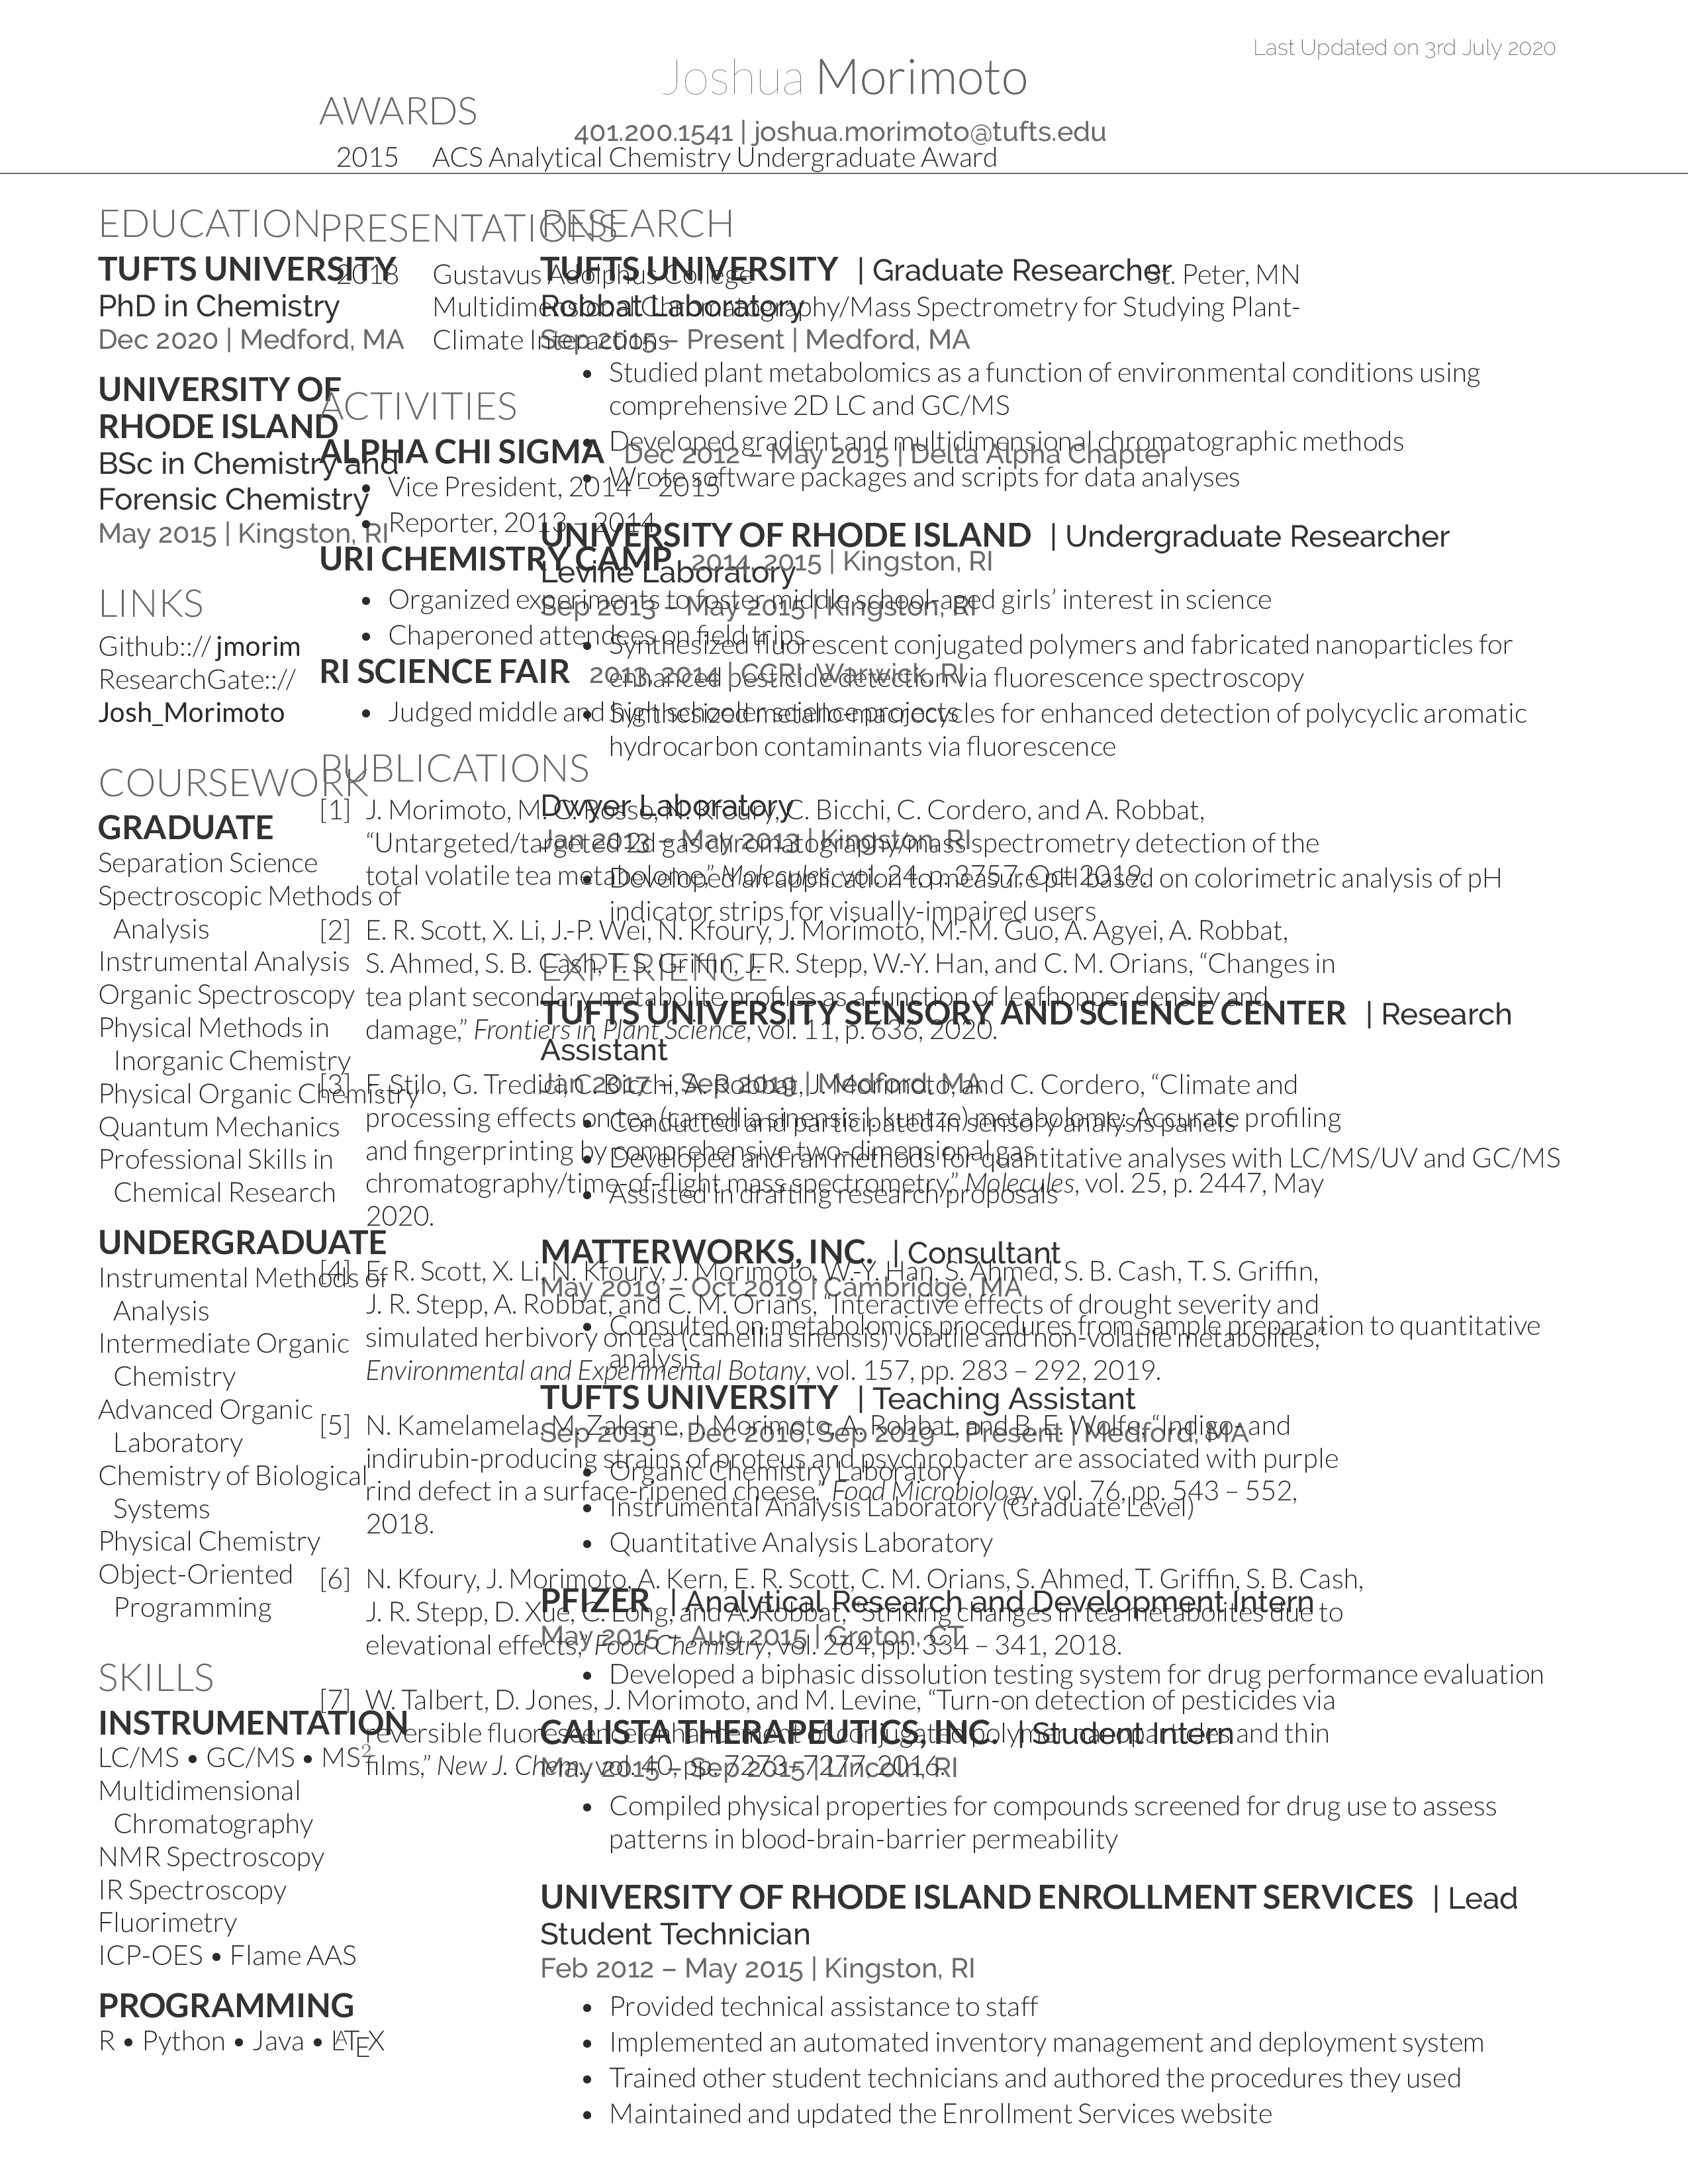 Last Updated on 3rd July 2020
Joshua Morimoto
401.200.1541 | joshua.morimoto@tufts.edu
EDUCATION
TUFTS UNIVERSITY
PhD in Chemistry
Dec 2020 | Medford, MA
UNIVERSITY OF
RHODE ISLAND
BSc in Chemistry and
Forensic Chemistry
May 2015 | Kingston, RI
LINKS
Github:// jmorim
ResearchGate://
Josh_Morimoto
COURSEWORK
GRADUATE
Separation Science
Spectroscopic Methods of
Analysis
Instrumental Analysis
Organic Spectroscopy
Physical Methods in
Inorganic Chemistry
Physical Organic Chemistry
Quantum Mechanics
Professional Skills in
Chemical Research
UNDERGRADUATE
Instrumental Methods of
Analysis
Intermediate Organic
Chemistry
Advanced Organic
Laboratory
Chemistry of Biological
Systems
Physical Chemistry
Object-Oriented
Programming
SKILLS
INSTRUMENTATION
LC/MS • GC/MS • MS²
Multidimensional
Chromatography
NMR Spectroscopy
IR Spectroscopy
Fluorimetry
ICP-OES • Flame AAS
PROGRAMMING
R • Python • Java • LATEX
RESEARCH
TUFTS UNIVERSITY | Graduate Researcher
Robbat Laboratory
Sep 2015 – Present | Medford, MA
• Studied plant metabolomics as a function of environmental conditions using
comprehensive 2D LC and GC/MS
• Developed gradient and multidimensional chromatographic methods
• Wrote software packages and scripts for data analyses
UNIVERSITY OF RHODE ISLAND | Undergraduate Researcher
Levine Laboratory
Sep 2013 – May 2015 | Kingston, RI
• Synthesized fluorescent conjugated polymers and fabricated nanoparticles for
enhanced pesticide detection via fluorescence spectroscopy
• Synthesized metallo-macrocycles for enhanced detection of polycyclic aromatic
hydrocarbon contaminants via fluorescence
Dwyer Laboratory
Jan 2013 – May 2013 | Kingston, RI
• Developed an application to measure pH based on colorimetric analysis of pH
indicator strips for visually-impaired users
EXPERIENCE
TUFTS UNIVERSITY SENSORY AND SCIENCE CENTER | Research
Assistant
Jan 2017 – Sep 2019 | Medford, MA
• Conducted and participated in sensory analysis panels
• Developed and ran methods for quantitative analyses with LC/MS/UV and GC/MS
• Assisted in drafting research proposals
MATTERWORKS, INC. | Consultant
May 2019 – Oct 2019 | Cambridge, MA
• Consulted on metabolomics procedures from sample preparation to quantitative
analysis
TUFTS UNIVERSITY | Teaching Assistant
Sep 2015 – Dec 2016, Sep 2019 – Present | Medford, MA
• Organic Chemistry Laboratory
• Instrumental Analysis Laboratory (Graduate Level)
• Quantitative Analysis Laboratory
PFIZER | Analytical Research and Development Intern
May 2015 – Aug 2015 | Groton, CT
• Developed a biphasic dissolution testing system for drug performance evaluation
CALISTA THERAPEUTICS, INC. | Student Intern
May 2015 – Sep 2015 | Lincoln, RI
• Compiled physical properties for compounds screened for drug use to assess
patterns in blood-brain-barrier permeability
UNIVERSITY OF RHODE ISLAND ENROLLMENT SERVICES | Lead
Student Technician
Feb 2012 – May 2015 | Kingston, RI
• Provided technical assistance to staff
• Implemented an automated inventory management and deployment system
• Trained other student technicians and authored the procedures they used
• Maintained and updated the Enrollment Services website
AWARDS
2015 ACS Analytical Chemistry Undergraduate Award
PRESENTATIONS
2018 Gustavus Adolphus College St. Peter, MN
Multidimensional Chromatography/Mass Spectrometry for Studying Plant-
Climate Interactions
ACTIVITIES
ALPHA CHI SIGMA Dec 2012 – May 2015 | Delta Alpha Chapter
• Vice President, 2014 – 2015
• Reporter, 2013 – 2014
URI CHEMISTRY CAMP 2014, 2015 | Kingston, RI
• Organized experiments to foster middle school-aged girls’ interest in science
• Chaperoned attendees on field trips
RI SCIENCE FAIR 2013, 2014 | CCRI, Warwick, RI
• Judged middle and high schooler science projects
PUBLICATIONS
[1] J. Morimoto, M. C. Rosso, N. Kfoury, C. Bicchi, C. Cordero, and A. Robbat,
“Untargeted/targeted 2d gas chromatography/mass spectrometry detection of the
total volatile tea metabolome,” Molecules, vol. 24, p. 3757, Oct 2019.
[2] E. R. Scott, X. Li, J.-P. Wei, N. Kfoury, J. Morimoto, M.-M. Guo, A. Agyei, A. Robbat,
S. Ahmed, S. B. Cash, T. S. Griffin, J. R. Stepp, W.-Y. Han, and C. M. Orians, “Changes in
tea plant secondary metabolite profiles as a function of leafhopper density and
damage,” Frontiers in Plant Science, vol. 11, p. 636, 2020.
[3] F. Stilo, G. Tredici, C. Bicchi, A. Robbat, J. Morimoto, and C. Cordero, “Climate and
processing effects on tea (camellia sinensis l. kuntze) metabolome: Accurate profiling
and fingerprinting by comprehensive two-dimensional gas
chromatography/time-of-flight mass spectrometry,” Molecules, vol. 25, p. 2447, May
2020.
[4] E. R. Scott, X. Li, N. Kfoury, J. Morimoto, W.-Y. Han, S. Ahmed, S. B. Cash, T. S. Griffin,
J. R. Stepp, A. Robbat, and C. M. Orians, “Interactive effects of drought severity and
simulated herbivory on tea (camellia sinensis) volatile and non-volatile metabolites,”
Environmental and Experimental Botany, vol. 157, pp. 283 – 292, 2019.
[5] N. Kamelamela, M. Zalesne, J. Morimoto, A. Robbat, and B. E. Wolfe, “Indigo- and
indirubin-producing strains of proteus and psychrobacter are associated with purple
rind defect in a surface-ripened cheese,” Food Microbiology, vol. 76, pp. 543 – 552,
2018.
[6] N. Kfoury, J. Morimoto, A. Kern, E. R. Scott, C. M. Orians, S. Ahmed, T. Griffin, S. B. Cash,
J. R. Stepp, D. Xue, C. Long, and A. Robbat, “Striking changes in tea metabolites due to
elevational effects,” Food Chemistry, vol. 264, pp. 334 – 341, 2018.
[7] W. Talbert, D. Jones, J. Morimoto, and M. Levine, “Turn-on detection of pesticides via
reversible fluorescence enhancement of conjugated polymer nanoparticles and thin
films,” New J. Chem., vol. 40, pp. 7273–7277, 2016.